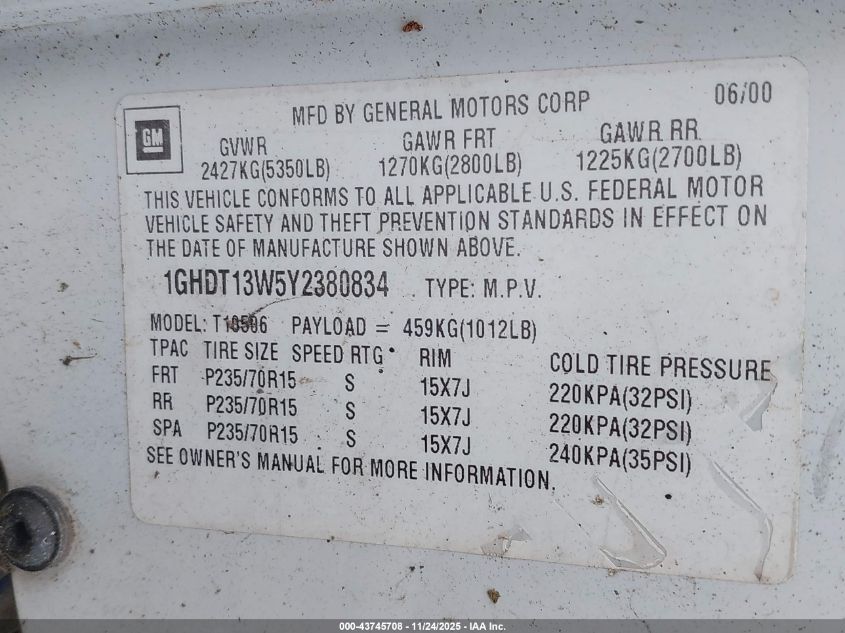 MFD BY GENERAL MOTORS CORP 06/00
GM
GVWR GAWR FRT GAWR RR
2427KG(5350LB) 1270KG(2800LB) 1225KG(2700LB)
THIS VEHICLE CONFORMS TO ALL APPLICABLE U.S. FEDERAL MOTOR
VEHICLE SAFETY AND THEFT PREVENTION STANDARDS IN EFFECT ON
THE DATE OF MANUFACTURE SHOWN ABOVE.
1GHDT13W5Y2380834 TYPE: M.P.V.
MODEL: T10506 PAYLOAD = 459KG(1012LB)
TPAC TIRE SIZE SPEED RTG RIM COLD TIRE PRESSURE
FRT P235/70R15 S 15X7J 220KPA(32PSI)
RR P235/70R15 S 15X7J 220KPA(32PSI)
SPA P235/70R15 S 15X7J 240KPA(35PSI)
SEE OWNER'S MANUAL FOR MORE INFORMATION.
000-43745708 - 11/24/2025 - IAA Inc.